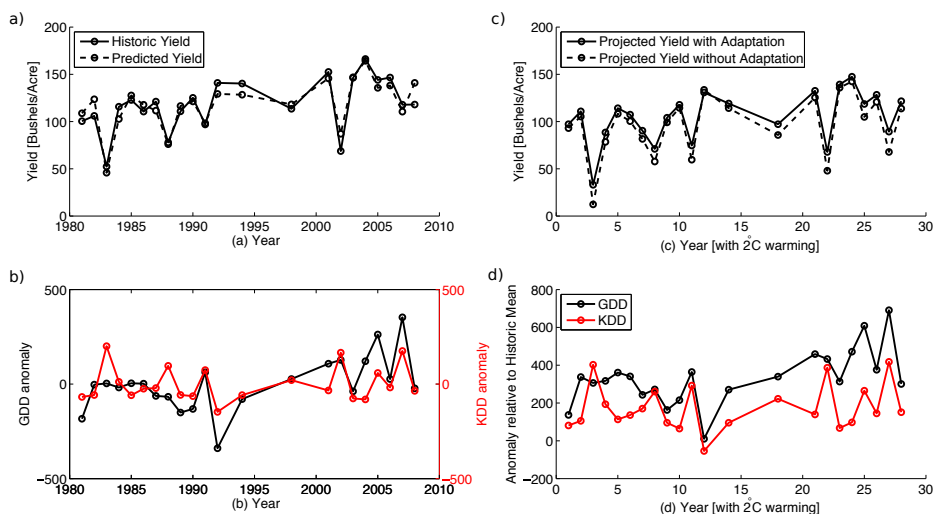 a)
200
150
100
50
0
Yield [Bushels/Acre]
Historic Yield
Predicted Yield
1980 1985 1990 1995 2000 2005 2010
(a) Year
c)
200
150
100
50
0
Yield [Bushels/Acre]
Projected Yield with Adaptation
Projected Yield without Adaptation
0 5 10 15 20 25 30
(c) Year [with 2°C warming]
b)
500
0
−500
GDD anomaly
500
0
−500
KDD anomaly
1980 1985 1990 1995 2000 2005 2010
(b) Year
d)
800
600
400
200
0
−200
Anomaly relative to Historic Mean
GDD
KDD
0 5 10 15 20 25 30
(d) Year [with 2°C warming]